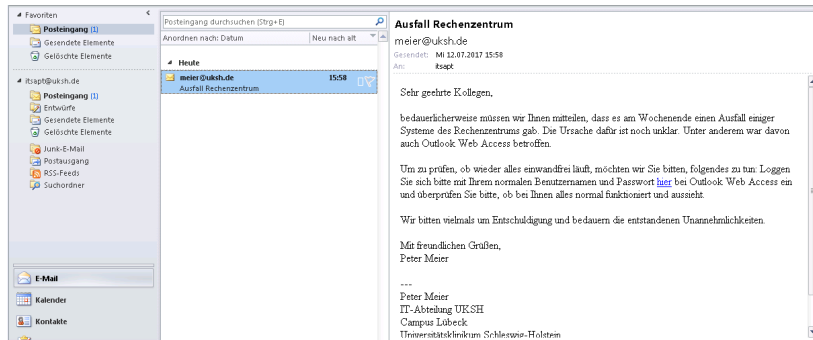 Favoriten
Posteingang (1)
Gesendete Elemente
Gelöschte Elemente
itsapt@uksh.de
Posteingang (1)
Entwürfe
Gesendete Elemente
Gelöschte Elemente
Junk-E-Mail
Postausgang
RSS-Feeds
Suchordner
E-Mail
Kalender
Kontakte
Posteingang durchsuchen (Strg+E)
Anordnen nach: Datum Neu nach alt
Heute
meier@uksh.de 15:58
Ausfall Rechenzentrum
Ausfall Rechenzentrum
meier@uksh.de
Gesendet: Mi 12.07.2017 15:58
An: itsapt
Sehr geehrte Kollegen,
bedauerlicherweise müssen wir Ihnen mitteilen, dass es am Wochenende einen Ausfall einiger
Systeme des Rechenzentrums gab. Die Ursache dafür ist noch unklar. Unter anderem war davon
auch Outlook Web Access betroffen.
Um zu prüfen, ob wieder alles einwandfrei läuft, möchten wir Sie bitten, folgendes zu tun: Loggen
Sie sich bitte mit Ihrem normalen Benutzernamen und Passwort hier bei Outlook Web Access ein
und überprüfen Sie bitte, ob bei Ihnen alles normal funktioniert und aussieht.
Wir bitten vielmals um Entschuldigung und bedauern die entstandenen Unannehmlichkeiten.
Mit freundlichen Grüßen,
Peter Meier
---
Peter Meier
IT-Abteilung UKSH
Campus Lübeck
Universitätsklinikum Schleswig-Holstein